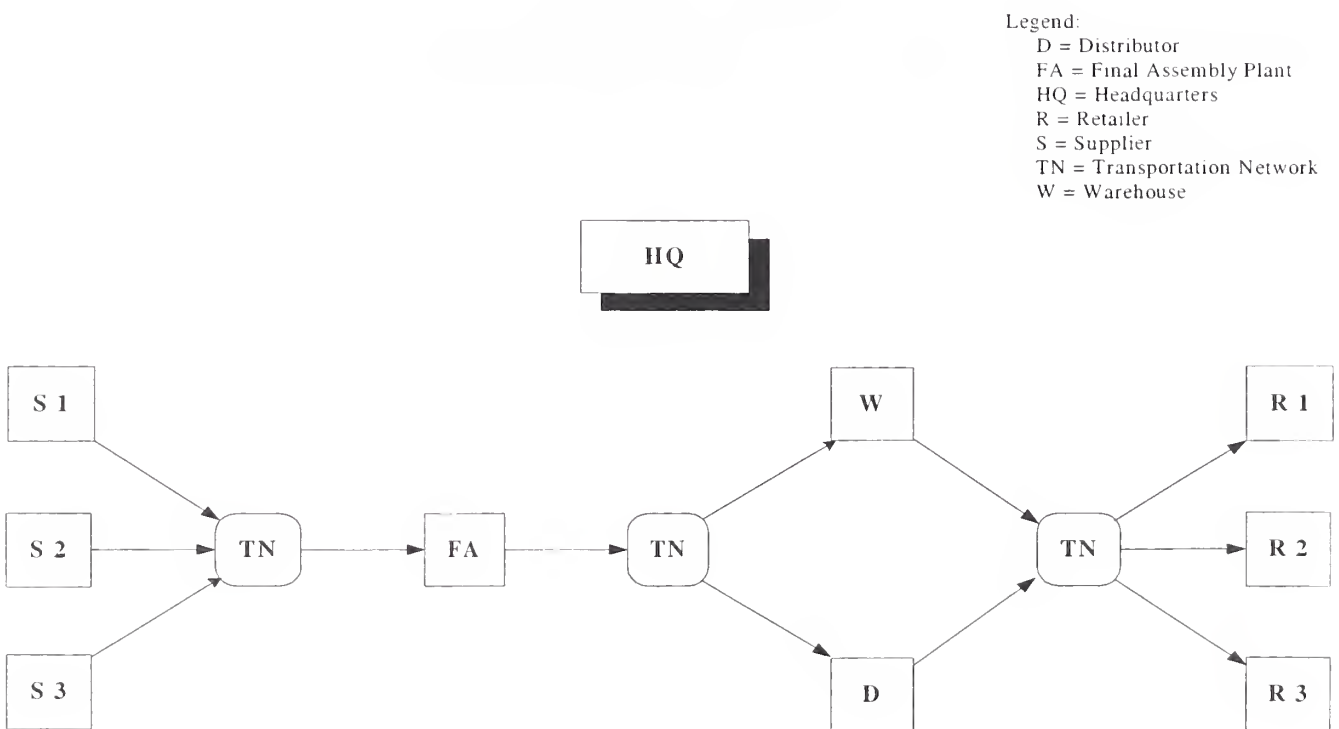 Legend:
D = Distributor
FA = Final Assembly Plant
HQ = Headquarters
R = Retailer
S = Supplier
TN = Transportation Network
W = Warehouse
HQ
S 1
W
R 1
S 2
TN
FA
TN
TN
R 2
S 3
D
R 3